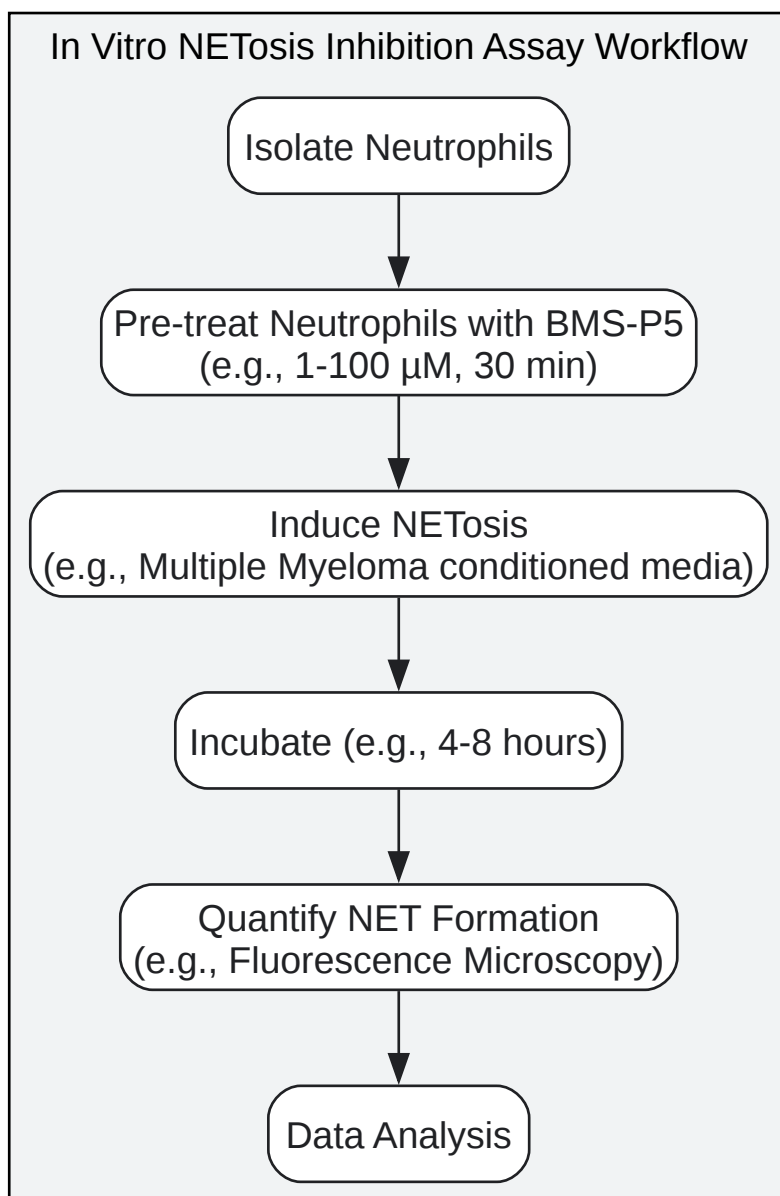 In Vitro NETosis Inhibition Assay Workflow
Isolate Neutrophils
Pre-treat Neutrophils with BMS-P5
(e.g., 1-100 µM, 30 min)
Induce NETosis
(e.g., Multiple Myeloma conditioned media)
Incubate (e.g., 4-8 hours)
Quantify NET Formation
(e.g., Fluorescence Microscopy)
Data Analysis